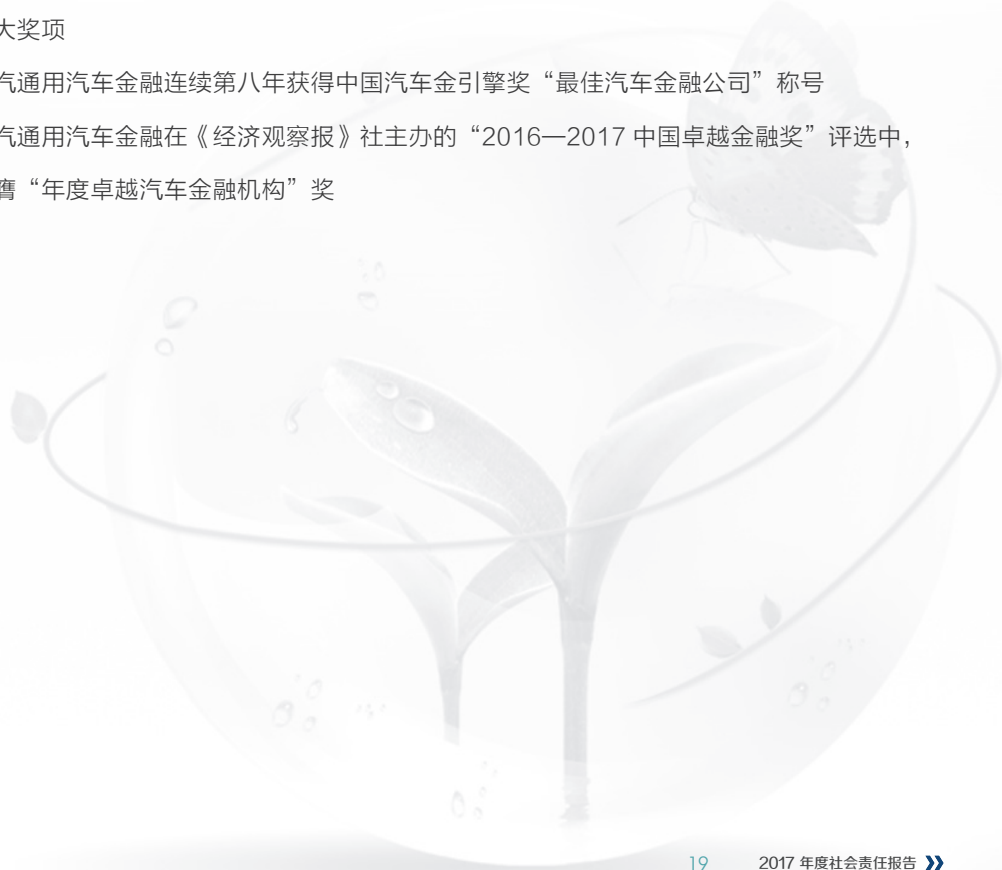 大奖项
汽通用汽车金融连续第八年获得中国汽车金引擎奖“最佳汽车金融公司”称号
汽通用汽车金融在《经济观察报》社主办的“2016—2017 中国卓越金融奖”评选中，
膺“年度卓越汽车金融机构”奖
19 2017 年度社会责任报告